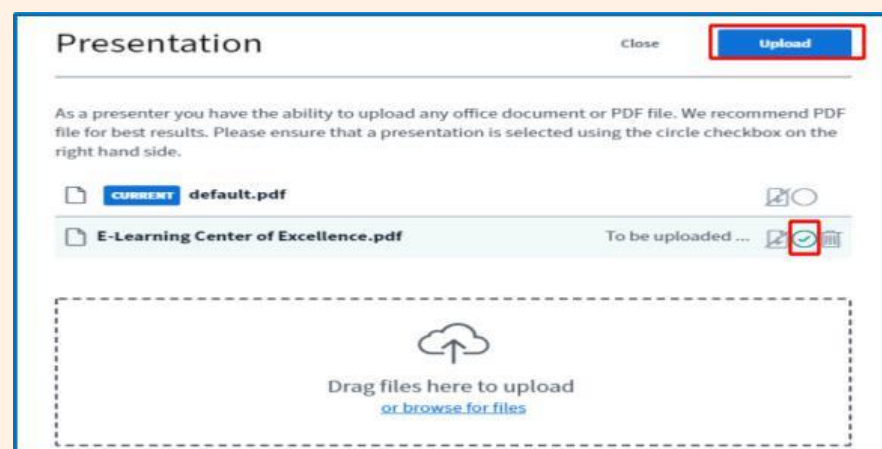 Presentation
Close
Upload
As a presenter you have the ability to upload any office document or PDF file. We recommend PDF
file for best results. Please ensure that a presentation is selected using the circle checkbox on the
right hand side.
CURRENT default.pdf
E-Learning Center of Excellence.pdf To be uploaded ...
Drag files here to upload
or browse for files